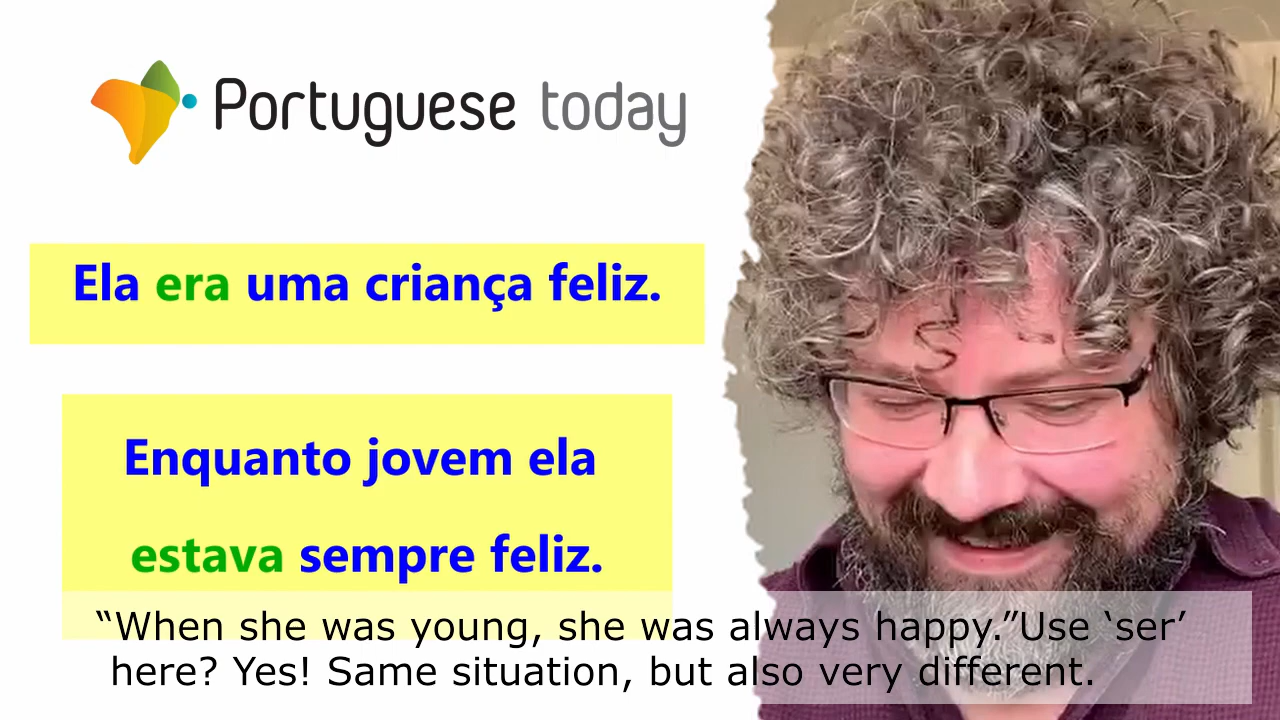 Portuguese today
Ela era uma criança feliz.
Enquanto jovem ela
estava sempre feliz.
“When she was young, she was always happy.”Use ‘ser’
here? Yes! Same situation, but also very different.